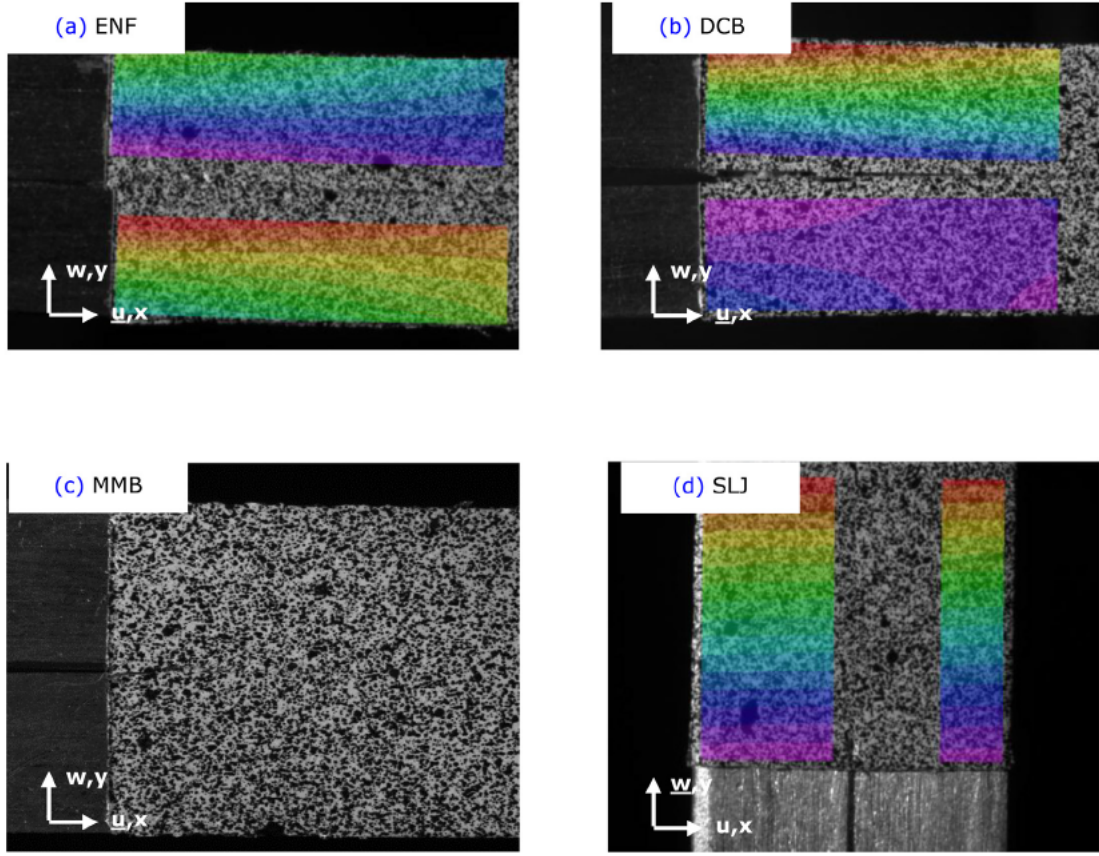 (a) ENF
w,y
u,x
(b) DCB
w,y
u,x
(c) MMB
w,y
u,x
(d) SLJ
w,y
u,x